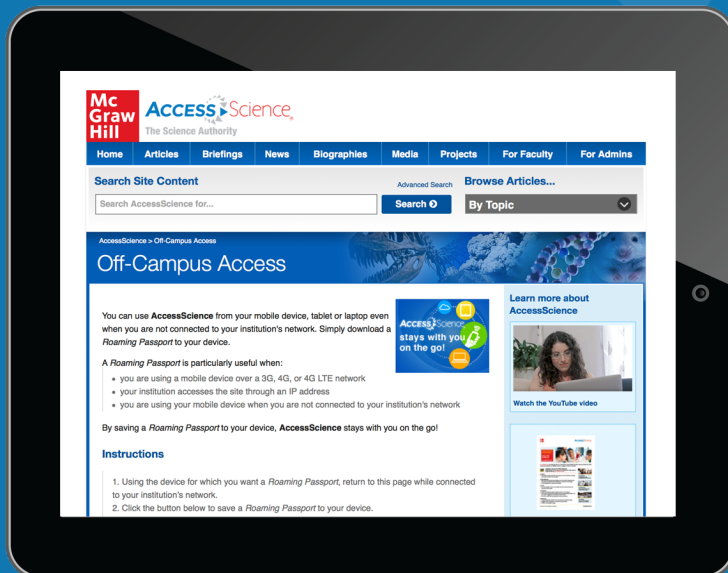 Mc
Graw
Hill
ACCESS Science®
The Science Authority
Home Articles Briefings News Biographies Media Projects For Faculty For Admins
Search Site Content
Advanced Search
Browse Articles...
Search AccessScience for...
Search
By Topic
AccessScience > Off-Campus Access
Off-Campus Access
You can use AccessScience from your mobile device, tablet or laptop even
when you are not connected to your institution's network. Simply download a
Roaming Passport to your device.
ACCESS Science
stays with you
on the go!
A Roaming Passport is particularly useful when:
• you are using a mobile device over a 3G, 4G, or 4G LTE network
• your institution accesses the site through an IP address
• you are using your mobile device when you are not connected to your institution's network
By saving a Roaming Passport to your device, AccessScience stays with you on the go!
Instructions
1. Using the device for which you want a Roaming Passport, return to this page while connected
to your institution's network.
2. Click the button below to save a Roaming Passport to your device.
Learn more about
AccessScience
Watch the YouTube video